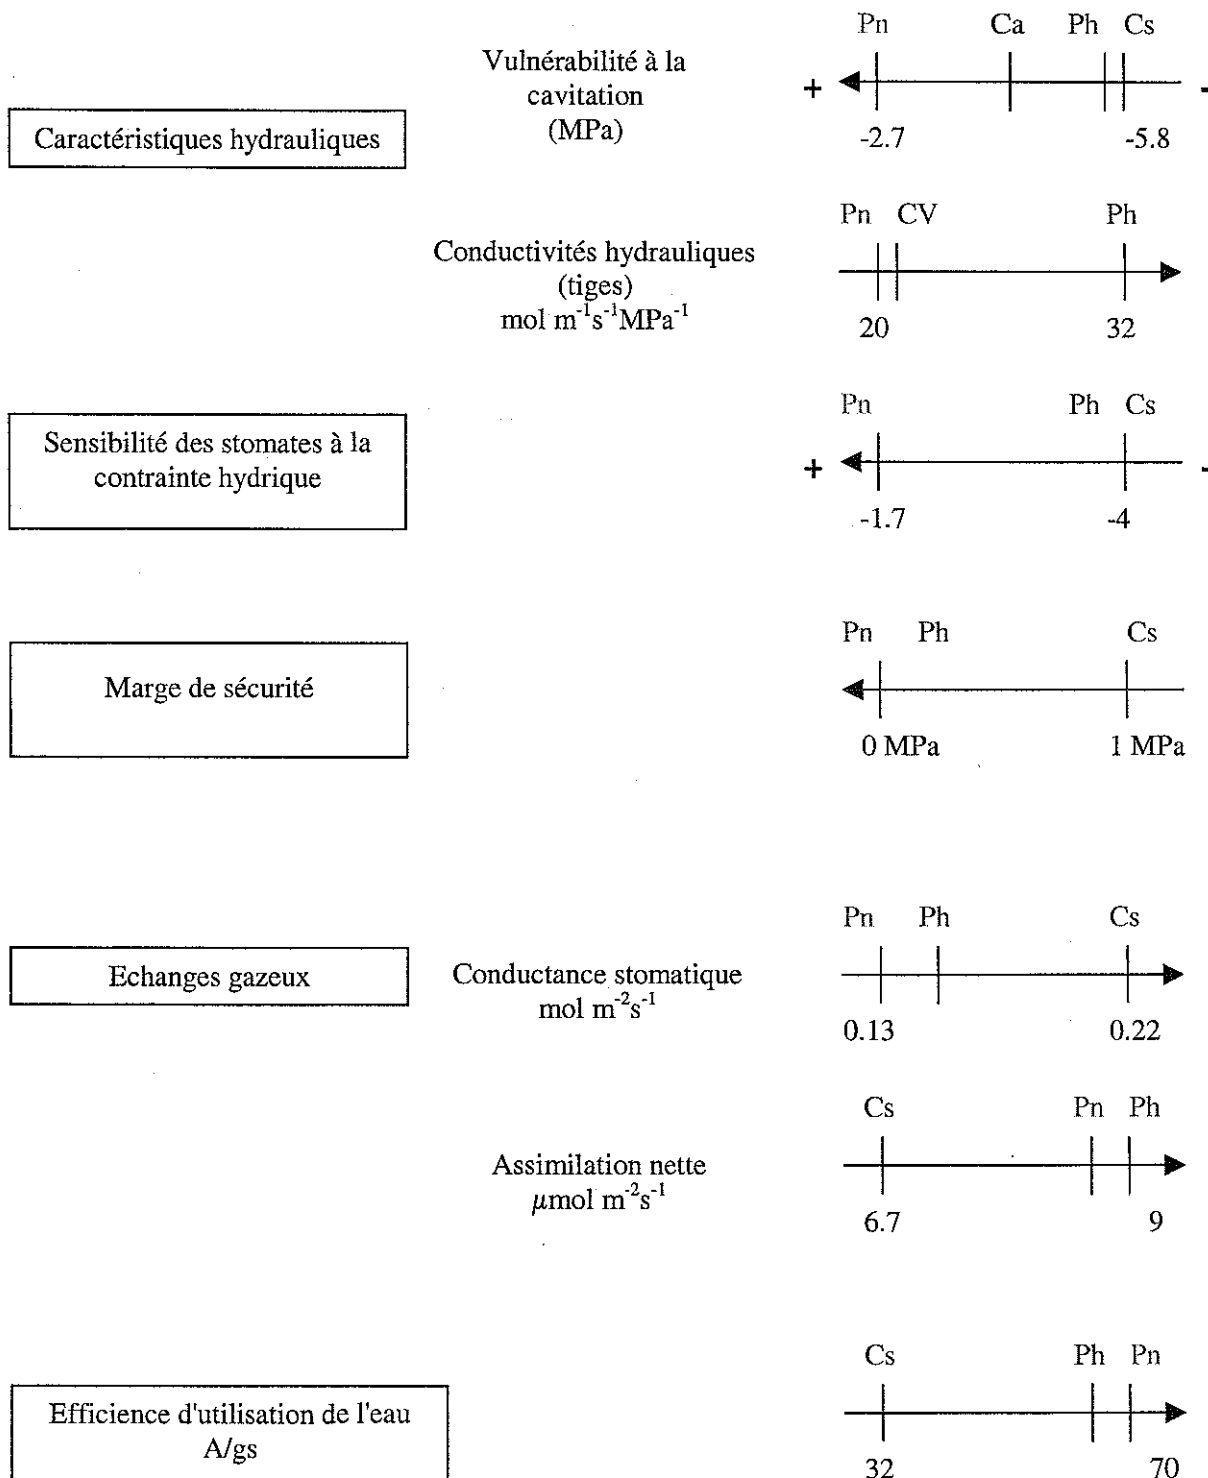 Pn Ca Ph Cs
Vulnérabilité à la
cavitation
(MPa)
+ -
Caractéristiques hydrauliques
-2.7 -5.8
Pn CV Ph
Conductivités hydrauliques
(tiges)
mol m⁻¹s⁻¹MPa⁻¹
20 32
Pn Ph Cs
Sensibilité des stomates à la
contrainte hydrique
+ -
-1.7 -4
Pn Ph Cs
Marge de sécurité
0 MPa 1 MPa
Pn Ph Cs
Echanges gazeux
Conductance stomatique
mol m⁻²s⁻¹
0.13 0.22
Cs Pn Ph
Assimilation nette
µmol m⁻²s⁻¹
6.7 9
Cs Ph Pn
Efficience d'utilisation de l'eau
A/gs
32 70